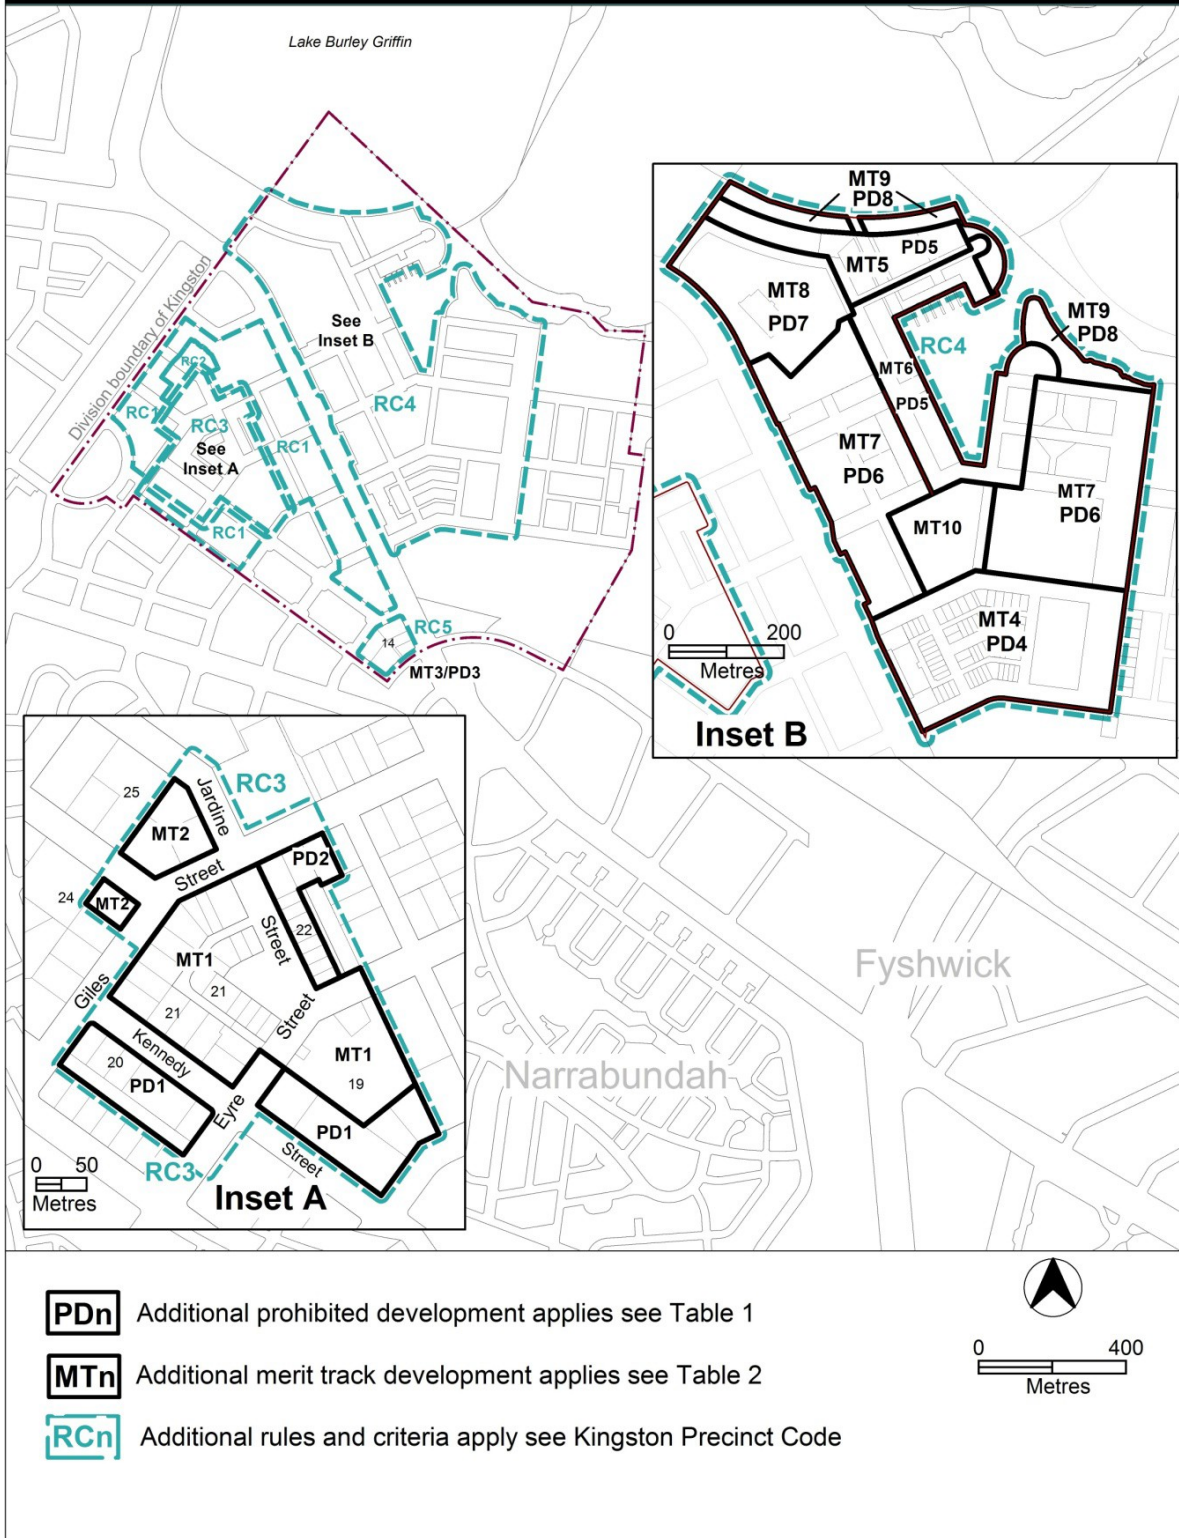 Lake Burley Griffin
Division boundary of Kingston
See
Inset B
RC2
RC1
RC3
See
Inset A
RC1
RC4
RC1
RC5
14
MT3/PD3
MT9
PD8
PD5
MT5
MT8
PD7
MT9
PD8
RC4
MT6
PD5
MT7
PD6
MT7
PD6
MT10
MT4
PD4
0 200
Metres
Inset B
RC3
25
Jardine
MT2
Street
PD2
24
MT2
22
Street
MT1
21
Giles
21
Street
Kennedy
MT1
20
19
PD1
Eyre
PD1
Street
0 50
Metres
RC3
Inset A
Fyshwick
Narrabundah
PDn Additional prohibited development applies see Table 1
MTn Additional merit track development applies see Table 2
RCn Additional rules and criteria apply see Kingston Precinct Code
0 400
Metres